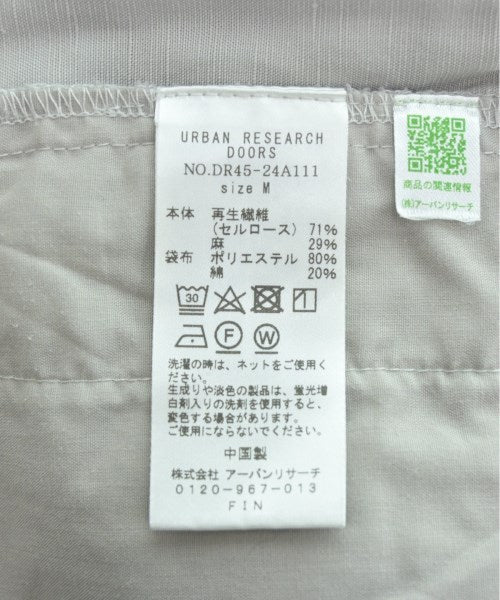 URBAN RESEARCH
DOORS
NO.DR45-24A111
size M
本体 再生繊維
(セルロース) 71%
麻 29%
袋布 ポリエステル 80%
綿 20%
30
F W
洗濯の時は、ネットをご使用く
ださい。
生成りや淡色の製品は、蛍光増
白剤入りの洗剤を使用すると、
変色する場合があります。
ご使用にならないでください。
中国製
株式会社 アーバンリサーチ
0120-967-013
FIN
商品の関連情報
(株)アーバンリサーチ